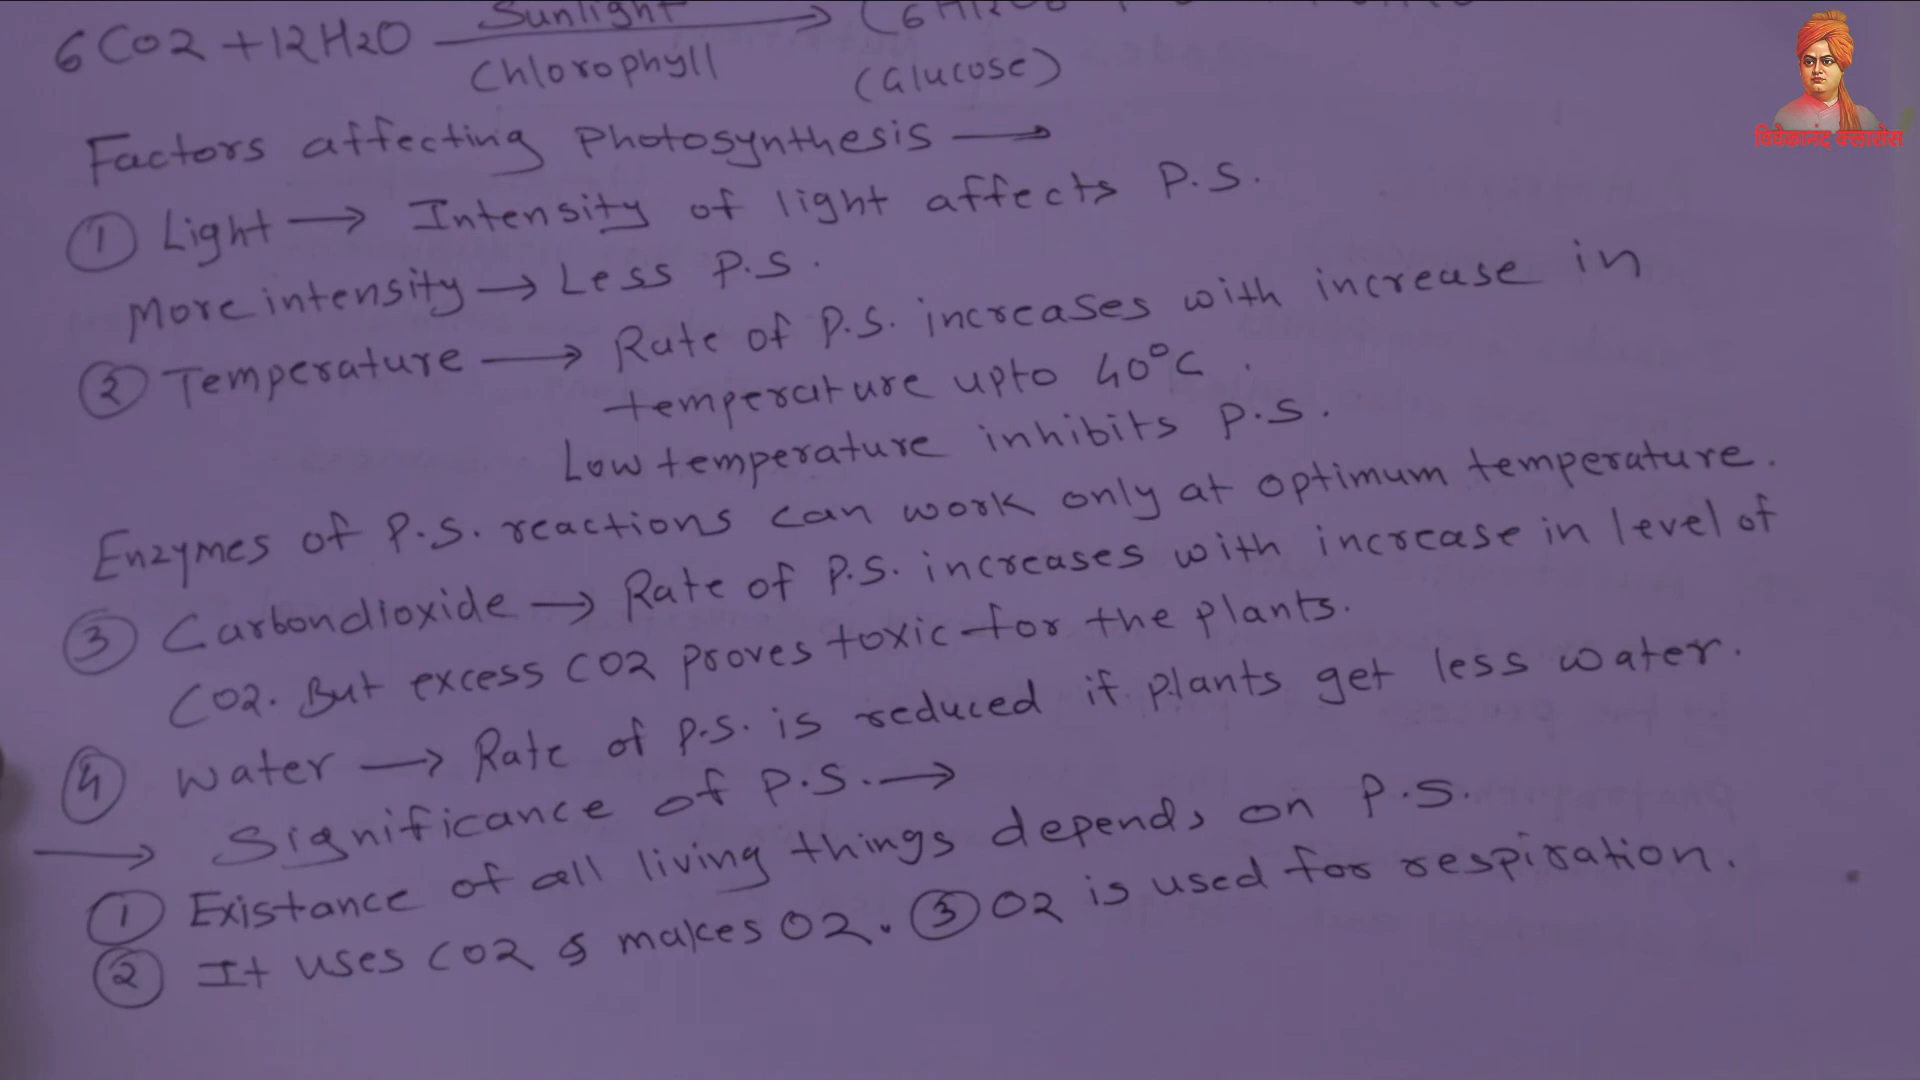 6CO2 + 12H2O Sunlight
Chlorophyll (Glucose)
Factors affecting Photosynthesis →
① Light → Intensity of light affects P.S.
More intensity → Less P.S.
② Temperature → Rate of P.S. increases with increase in
temperature upto 40°C.
Low temperature inhibits P.S.
Enzymes of P.S. reactions can work only at optimum temperature.
③ Carbondioxide → Rate of P.S. increases with increase in level of
CO2. But excess CO2 proves toxic for the plants.
④ Water → Rate of P.S. is reduced if plants get less water.
→ Significance of P.S. →
① Existance of all living things depends on P.S.
② It uses CO2 & makes O2. ③ O2 is used for respiration.
विवेकानंद क्लासेस